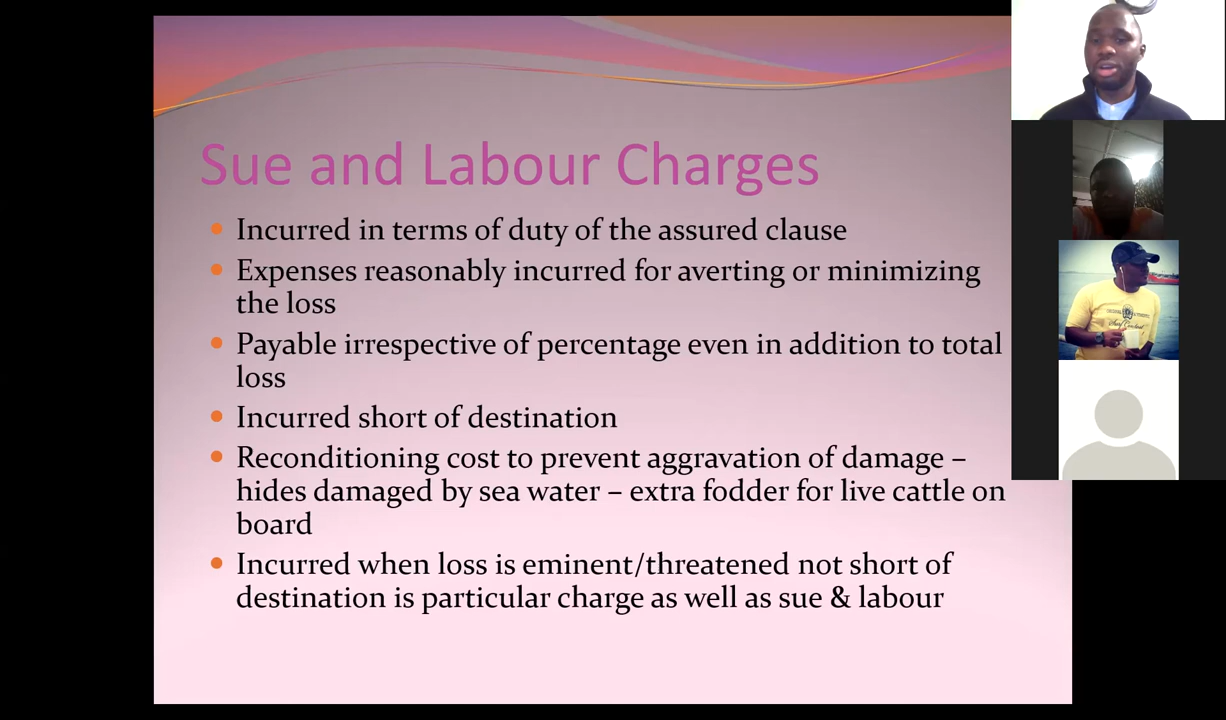 Sue and Labour Charges
Incurred in terms of duty of the assured clause
Expenses reasonably incurred for averting or minimizing
the loss
Payable irrespective of percentage even in addition to total
loss
Incurred short of destination
Reconditioning cost to prevent aggravation of damage –
hides damaged by sea water – extra fodder for live cattle on
board
Incurred when loss is eminent/threatened not short of
destination is particular charge as well as sue & labour